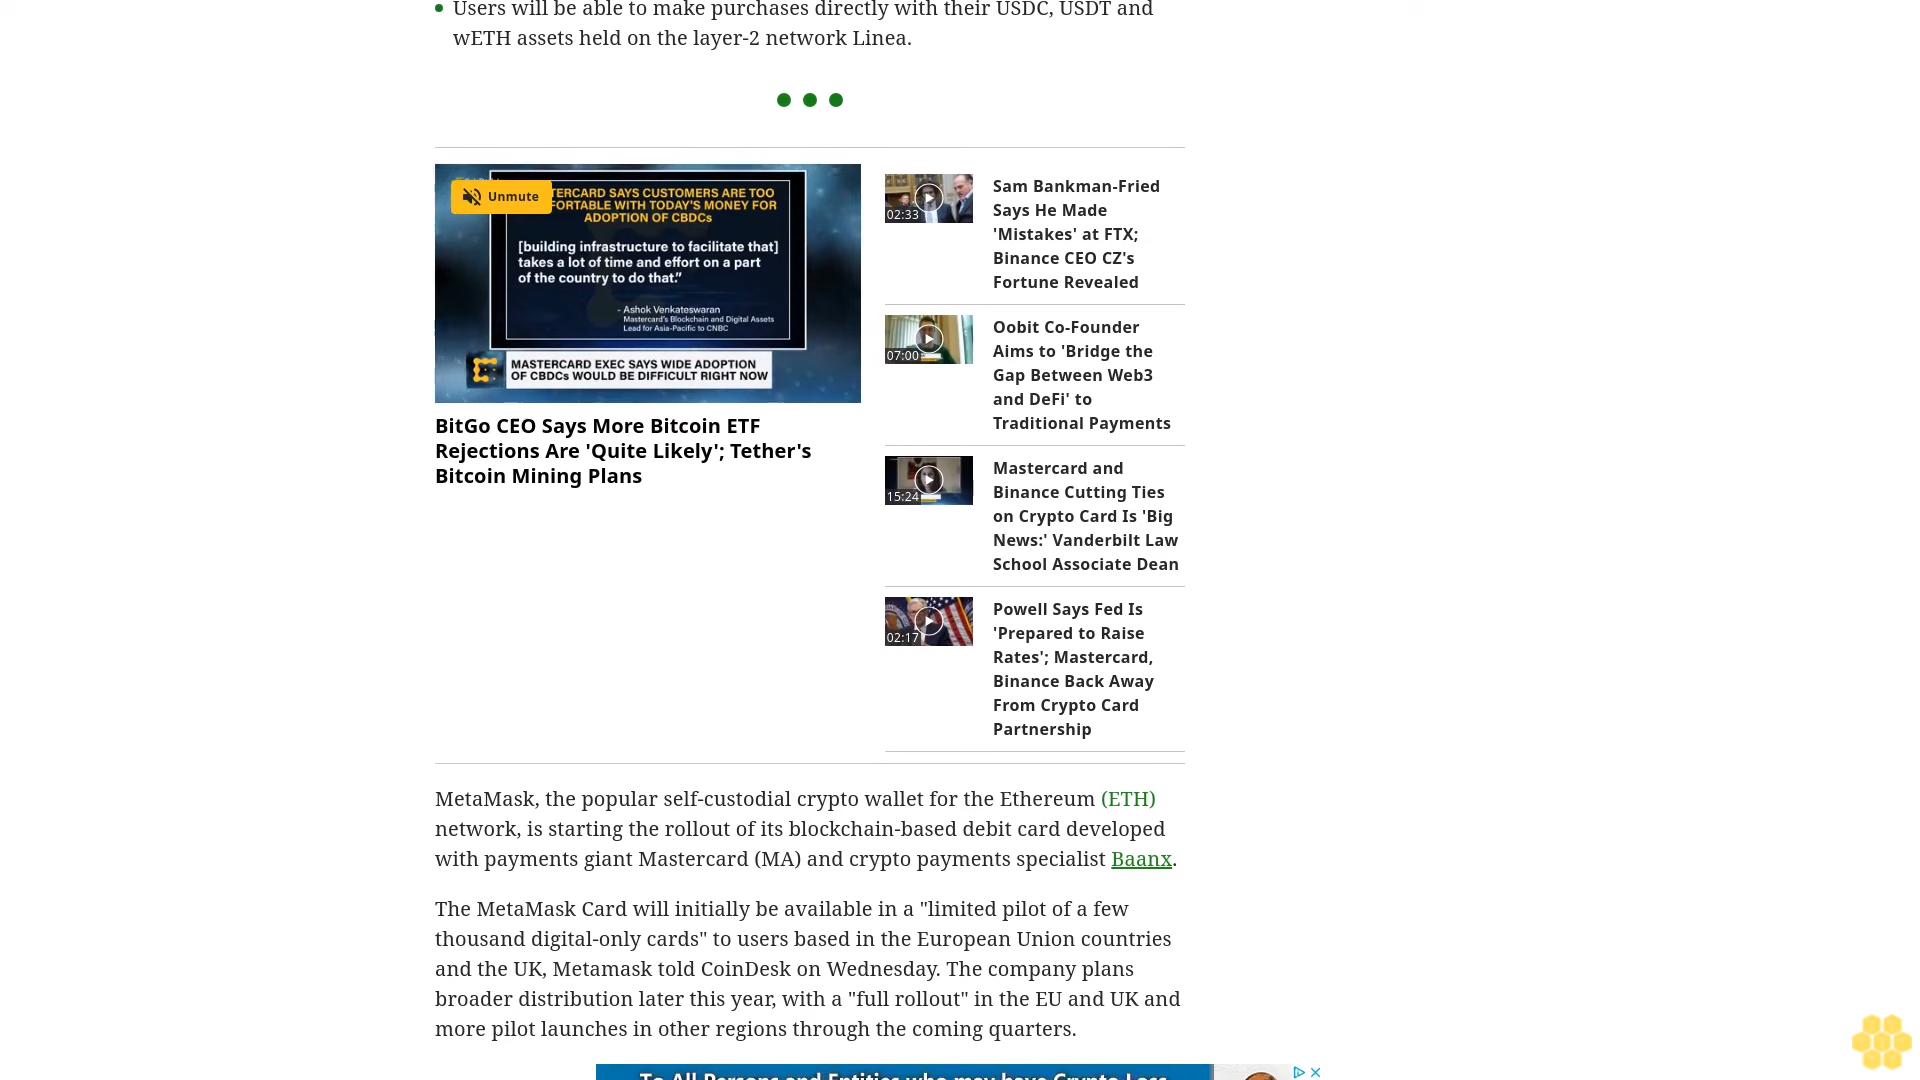 Users will be able to make purchases directly with their USDC, USDT and
wETH assets held on the layer-2 network Linea.
Unmute
TERCARD SAYS CUSTOMERS ARE TOO
FORTABLE WITH TODAY'S MONEY FOR
ADOPTION OF CBDCs
[building infrastructure to facilitate that]
takes a lot of time and effort on a part
of the country to do that."
- Ashok Venkateswaran
Mastercard's Blockchain and Digital Assets
Lead for Asia-Pacific to CNBC
MASTERCARD EXEC SAYS WIDE ADOPTION
OF CBDCs WOULD BE DIFFICULT RIGHT NOW
BitGo CEO Says More Bitcoin ETF
Rejections Are 'Quite Likely'; Tether's
Bitcoin Mining Plans
02:33
Sam Bankman-Fried
Says He Made
'Mistakes' at FTX;
Binance CEO CZ's
Fortune Revealed
07:00
Oobit Co-Founder
Aims to 'Bridge the
Gap Between Web3
and DeFi' to
Traditional Payments
15:24
Mastercard and
Binance Cutting Ties
on Crypto Card Is 'Big
News:' Vanderbilt Law
School Associate Dean
02:17
Powell Says Fed Is
'Prepared to Raise
Rates'; Mastercard,
Binance Back Away
From Crypto Card
Partnership
MetaMask, the popular self-custodial crypto wallet for the Ethereum (ETH)
network, is starting the rollout of its blockchain-based debit card developed
with payments giant Mastercard (MA) and crypto payments specialist Baanx.
The MetaMask Card will initially be available in a "limited pilot of a few
thousand digital-only cards" to users based in the European Union countries
and the UK, Metamask told CoinDesk on Wednesday. The company plans
broader distribution later this year, with a "full rollout" in the EU and UK and
more pilot launches in other regions through the coming quarters.
To All Persons and Entities who may have Crypto Loss